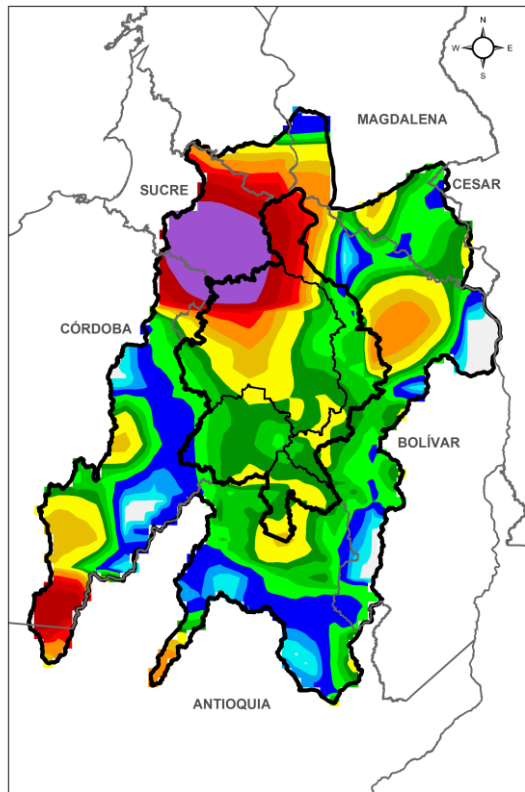 N
W E
S
MAGDALENA
CESAR
SUCRE
CÓRDOBA
BOLÍVAR
ANTIOQUIA